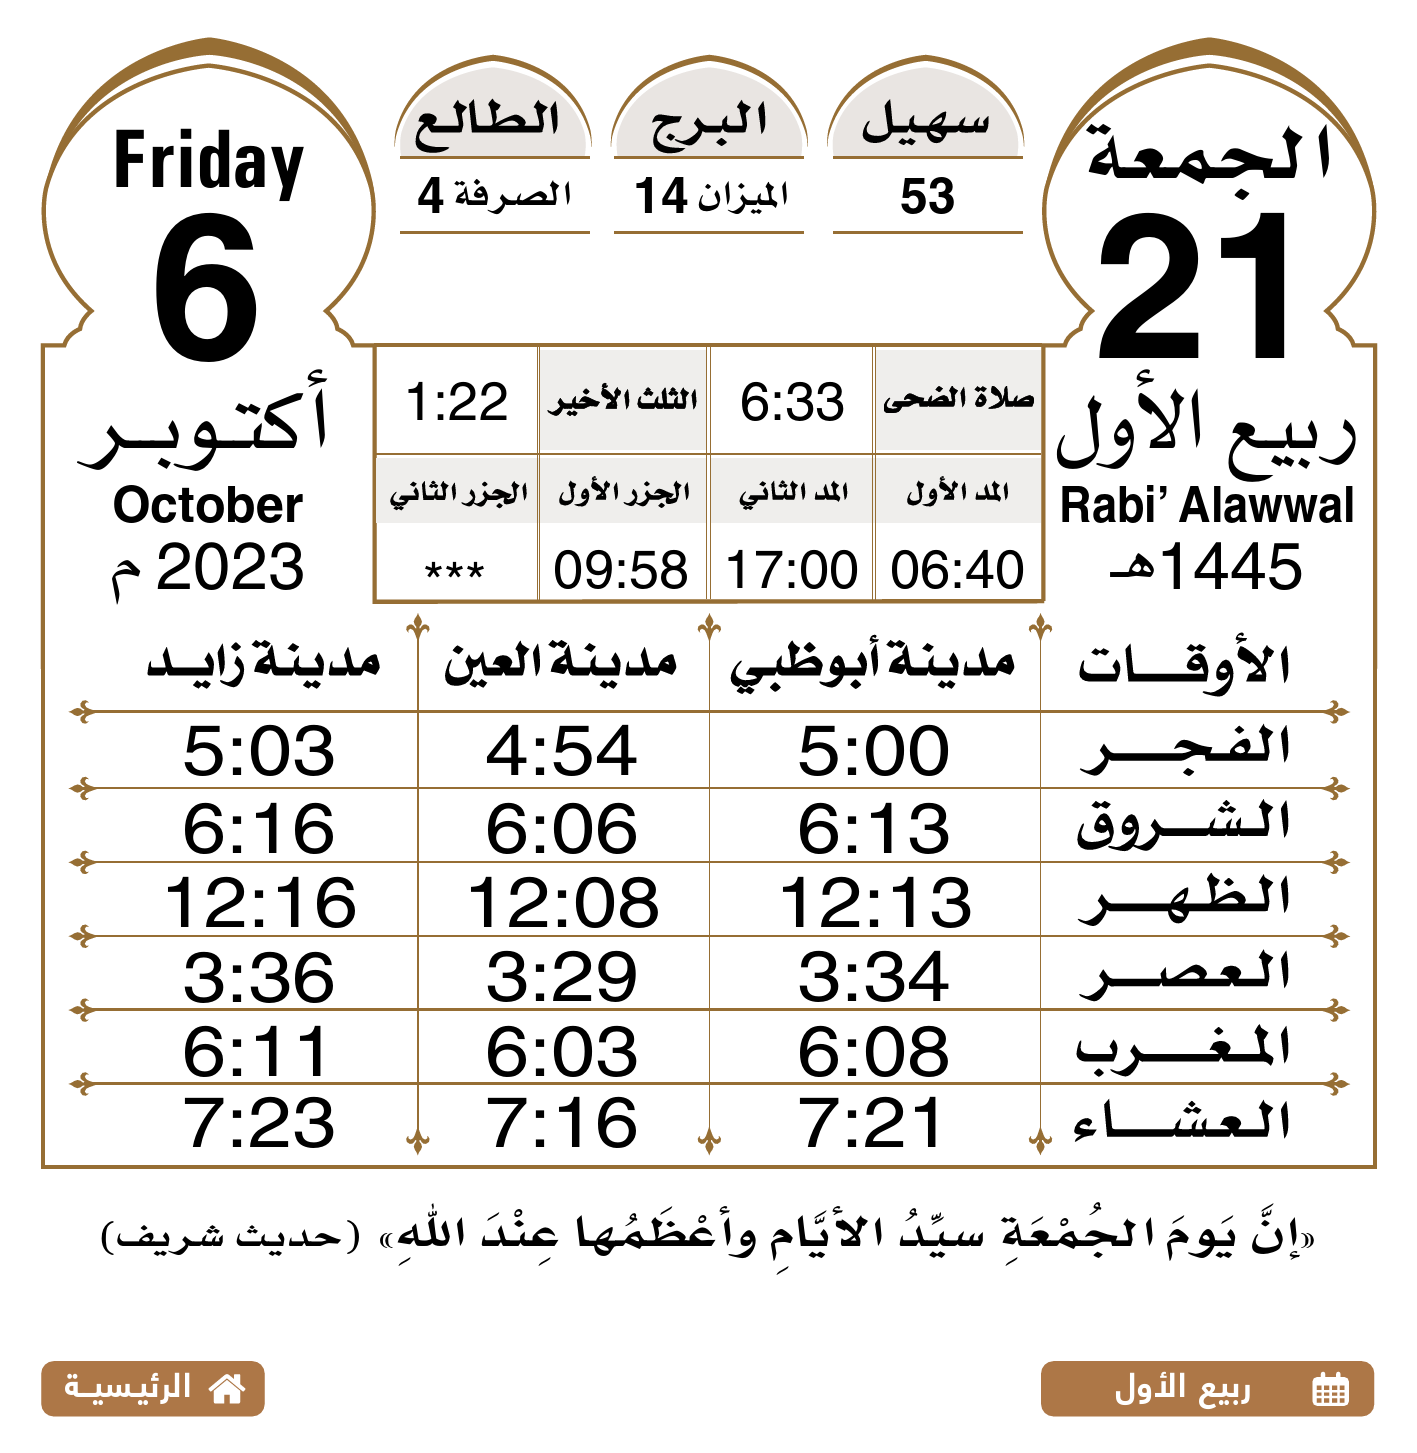 الجمعة
21
ربيع الأول
Rabi’ Alawwal
1445هـ
سهيل
53
البرج
الميزان 14
الطالع
الصرفة 4
Friday
6
أكتوبر
October
2023 م
صلاة الضحى 6:33 الثلث الأخير 1:22
المد الأول المد الثاني الجزر الأول الجزر الثاني
06:40 17:00 09:58 ***
الأوقات مدينة أبوظبي مدينة العين مدينة زايد
الفجر 5:00 4:54 5:03
الشروق 6:13 6:06 6:16
الظهر 12:13 12:08 12:16
العصر 3:34 3:29 3:36
المغرب 6:08 6:03 6:11
العشاء 7:21 7:16 7:23
«إنَّ يَومَ الجُمْعَةِ سيِّدُ الأيَّامِ وأعْظَمُها عِنْدَ اللهِ» (حديث شريف)
ربيع الأول
الرئيسية